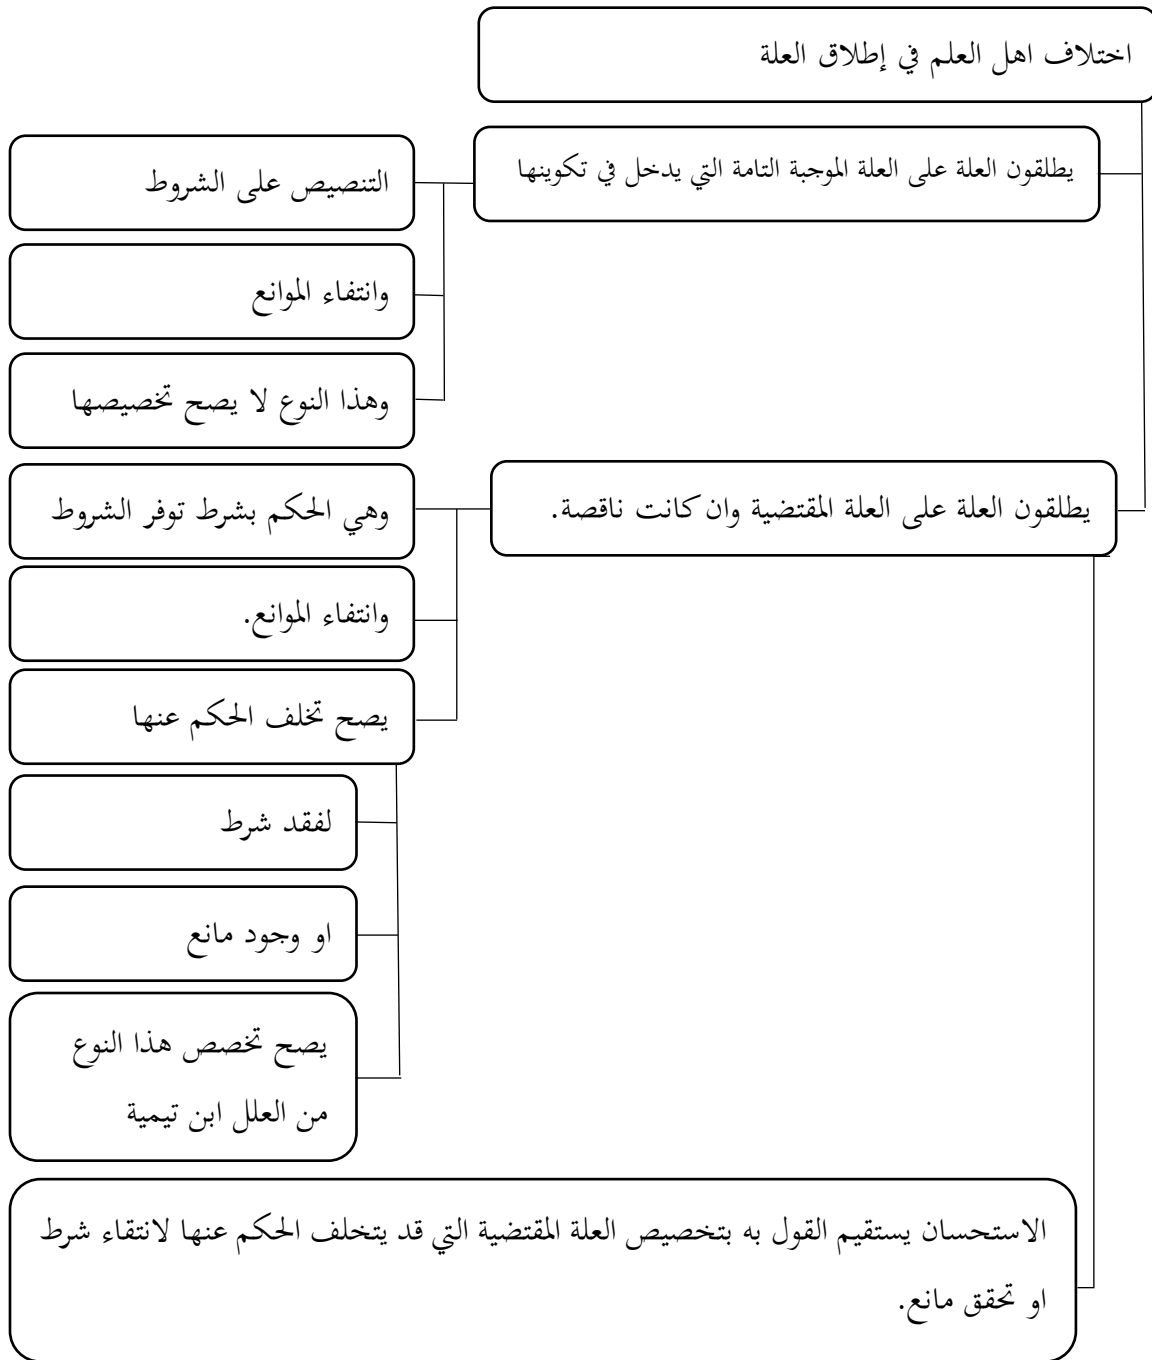 اختلاف اهل العلم في إطلاق العلة
يطلقون العلة على العلة الموجبة التامة التي يدخل في تكوينها
التنصيص على الشروط
وانتفاء الموانع
وهذا النوع لا يصح تخصيصها
يطلقون العلة على العلة المقتضية وان كانت ناقصة.
وهي الحكم بشرط توفر الشروط
وانتفاء الموانع.
يصح تخلف الحكم عنها
لفقد شرط
او وجود مانع
يصح تخصص هذا النوع
من العلل ابن تيمية
الاستحسان يستقيم القول به بتخصيص العلة المقتضية التي قد يتخلف الحكم عنها لانتقاء شرط
او تحقق مانع.